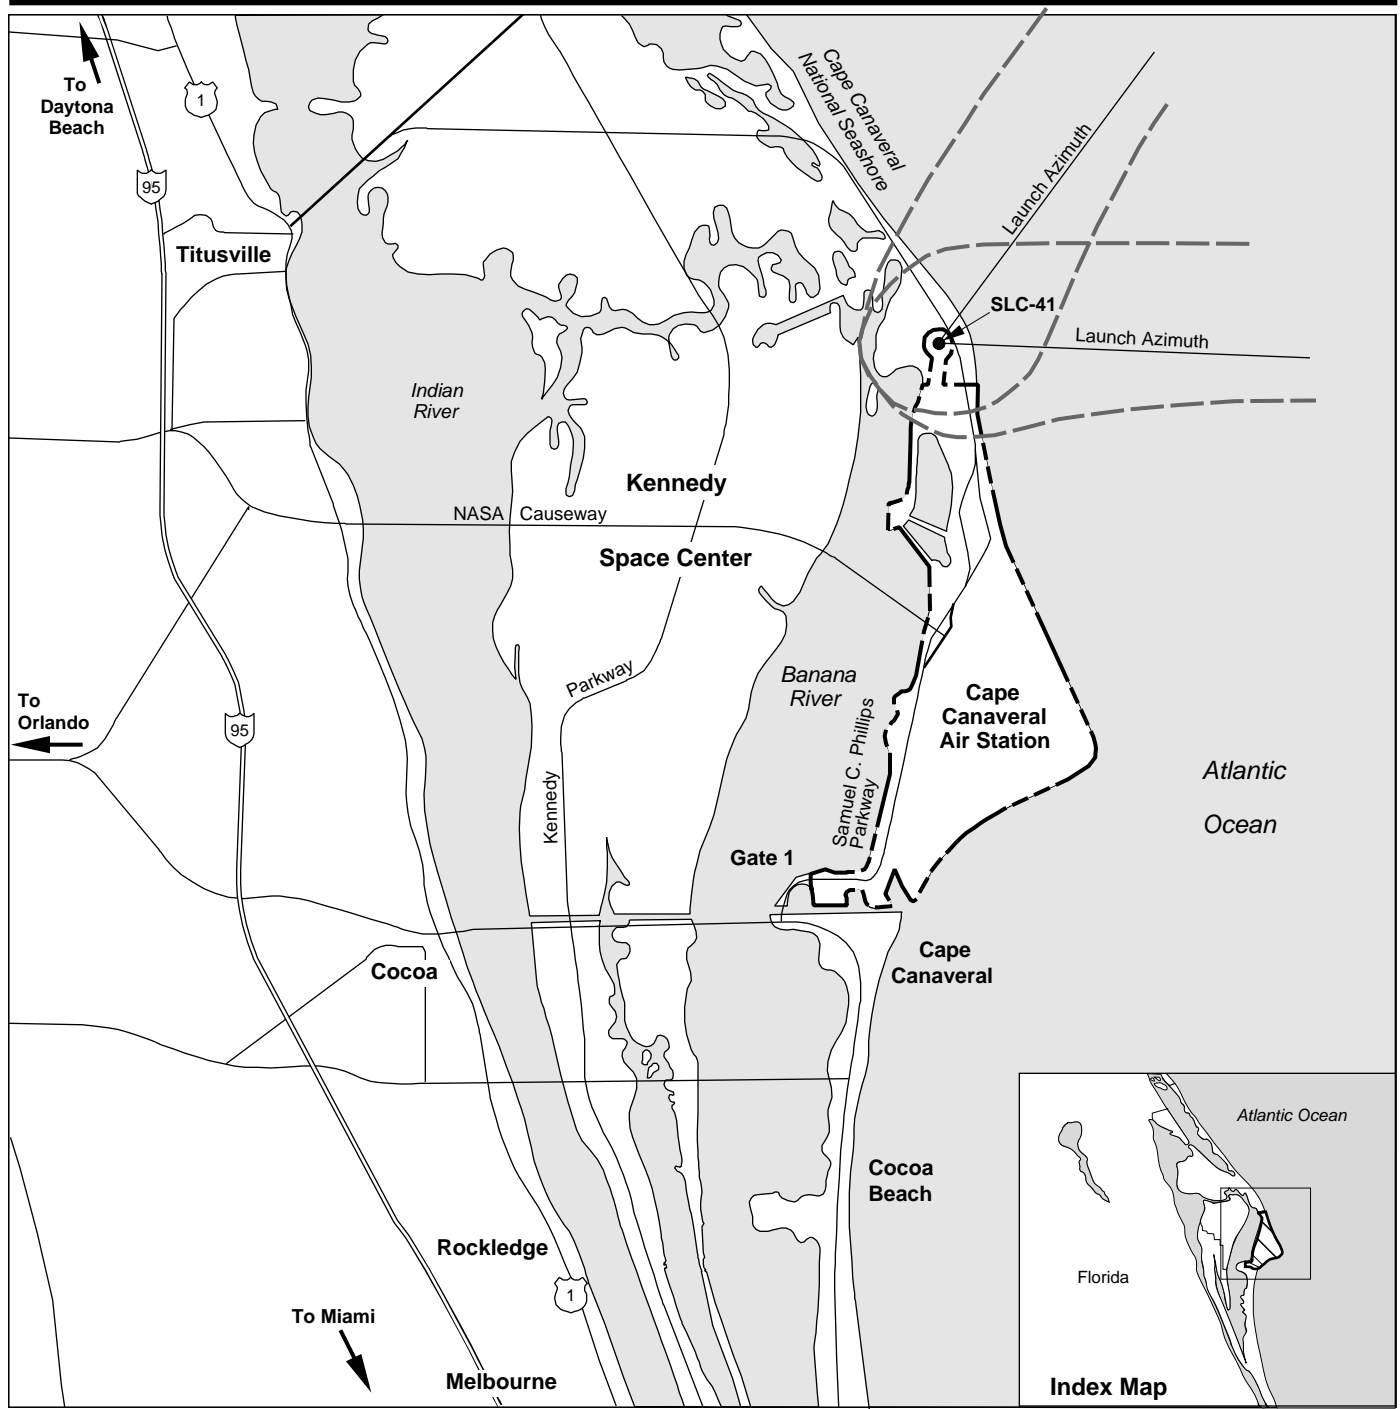 To
Daytona
Beach
1
95
Titusville
Cape Canaveral
National Seashore
Launch Azimuth
SLC-41
Launch Azimuth
Indian
River
Kennedy
NASA Causeway
Space Center
Parkway
Banana
River
To
Orlando
95
Cape
Canaveral
Air Station
Samuel C. Phillips
Parkway
Kennedy
Atlantic
Ocean
Gate 1
Cape
Canaveral
Cocoa
Cocoa
Beach
Rockledge
1
To Miami
Melbourne
Atlantic Ocean
Florida
Index Map